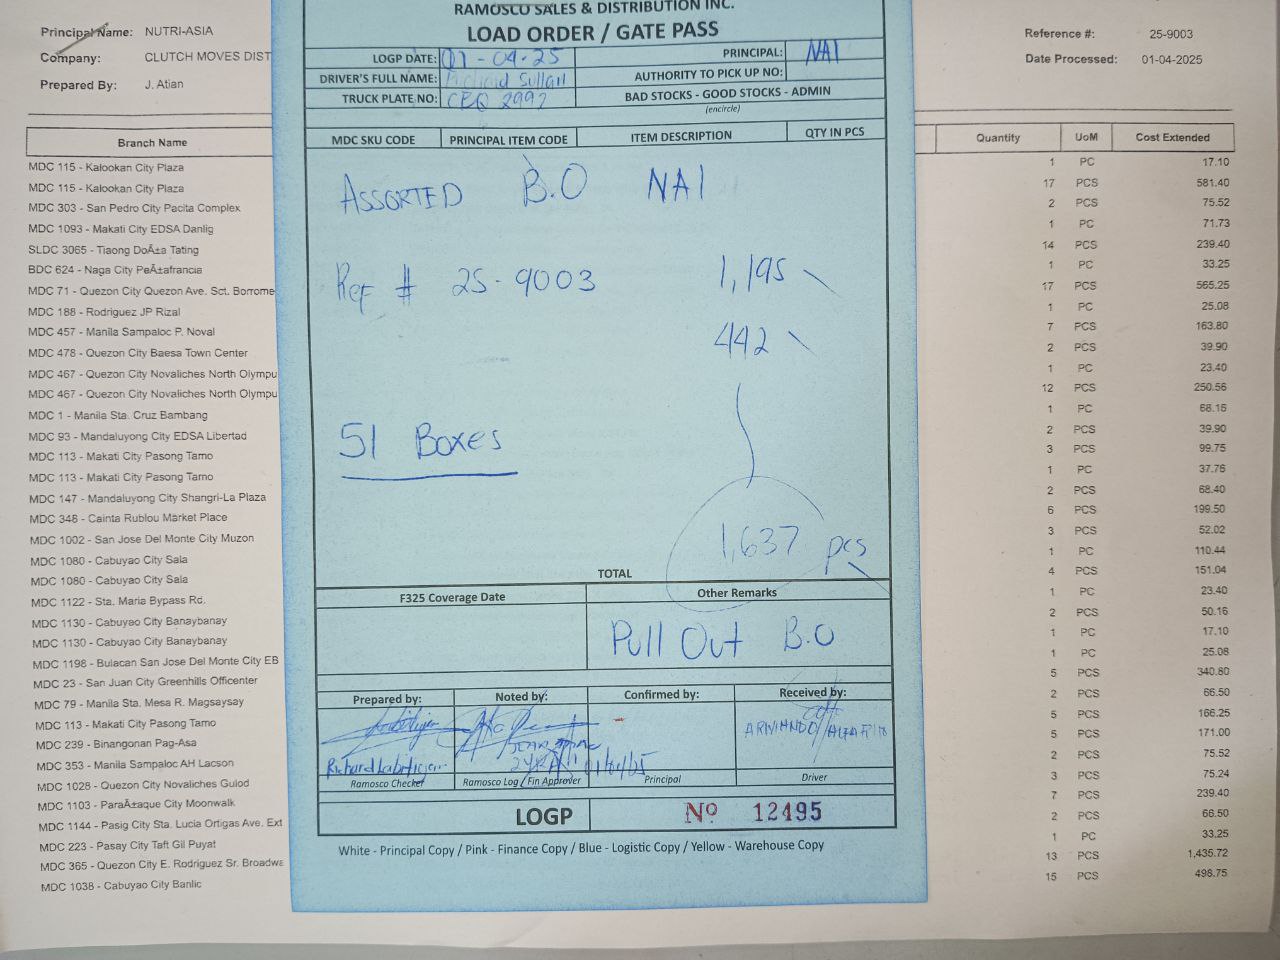 Principal Name: NUTRI-ASIA
Company: CLUTCH MOVES DIST
Prepared By: J. Atian
Reference #: 25-9003
Date Processed: 01-04-2025
RAMOSCO SALES & DISTRIBUTION INC.
LOAD ORDER / GATE PASS
LOGP DATE: 01-04-25 PRINCIPAL: NAI
DRIVER'S FULL NAME: AUTHORITY TO PICK UP NO:
TRUCK PLATE NO: BAD STOCKS - GOOD STOCKS - ADMIN
(encircle)
MDC SKU CODE PRINCIPAL ITEM CODE ITEM DESCRIPTION QTY IN PCS
ASSORTED B.O NAI
Ref # 25-9003 1,195
442
51 Boxes
1,637 pcs
TOTAL
F325 Coverage Date Other Remarks
Pull Out B.O
Prepared by: Noted by: Confirmed by: Received by:
Ramosco Checker Ramosco Log / Fin Approver Principal Driver
LOGP Nº 12495
White - Principal Copy / Pink - Finance Copy / Blue - Logistic Copy / Yellow - Warehouse Copy
Branch Name Quantity UoM Cost Extended
MDC 115 - Kalookan City Plaza 1 PC 17.10
MDC 115 - Kalookan City Plaza 17 PCS 581.40
MDC 303 - San Pedro City Pacita Complex 2 PCS 75.52
MDC 1093 - Makati City EDSA Danlig 1 PC 71.73
SLDC 3065 - Tiaong DoÃ±a Tating 14 PCS 239.40
BDC 624 - Naga City PeÃ±afrancia 1 PC 33.25
MDC 71 - Quezon City Quezon Ave. Sct. Borrome 17 PCS 565.25
MDC 188 - Rodriguez JP Rizal 1 PC 25.08
MDC 457 - Manila Sampaloc P. Noval 7 PCS 163.80
MDC 478 - Quezon City Baesa Town Center 2 PCS 39.90
MDC 467 - Quezon City Novaliches North Olympu 1 PC 23.40
MDC 467 - Quezon City Novaliches North Olympu 12 PCS 250.56
MDC 1 - Manila Sta. Cruz Bambang 1 PC 68.16
MDC 93 - Mandaluyong City EDSA Libertad 2 PCS 39.90
MDC 113 - Makati City Pasong Tamo 3 PCS 99.75
MDC 113 - Makati City Pasong Tamo 1 PC 37.76
MDC 147 - Mandaluyong City Shangri-La Plaza 2 PCS 68.40
MDC 348 - Cainta Rublou Market Place 6 PCS 199.50
MDC 1002 - San Jose Del Monte City Muzon 3 PCS 52.02
MDC 1080 - Cabuyao City Sala 1 PC 110.44
MDC 1080 - Cabuyao City Sala 4 PCS 151.04
MDC 1122 - Sta. Maria Bypass Rd. 1 PC 23.40
MDC 1130 - Cabuyao City Banaybanay 2 PCS 50.16
MDC 1130 - Cabuyao City Banaybanay 1 PC 17.10
MDC 1198 - Bulacan San Jose Del Monte City EB 1 PC 25.08
MDC 23 - San Juan City Greenhills Officenter 5 PCS 340.80
MDC 79 - Manila Sta. Mesa R. Magsaysay 2 PCS 66.50
MDC 113 - Makati City Pasong Tamo 5 PCS 166.25
MDC 239 - Binangonan Pag-Asa 5 PCS 171.00
MDC 353 - Manila Sampaloc AH Lacson 2 PCS 75.52
MDC 1028 - Quezon City Novaliches Gulod 3 PCS 75.24
MDC 1103 - ParaÃ±aque City Moonwalk 7 PCS 239.40
MDC 1144 - Pasig City Sta. Lucia Ortigas Ave. Ext 2 PCS 66.50
MDC 223 - Pasay City Taft Gil Puyat 1 PC 33.25
MDC 365 - Quezon City E. Rodriguez Sr. Broadwa 13 PCS 1,435.72
MDC 1038 - Cabuyao City Banlic 15 PCS 498.75